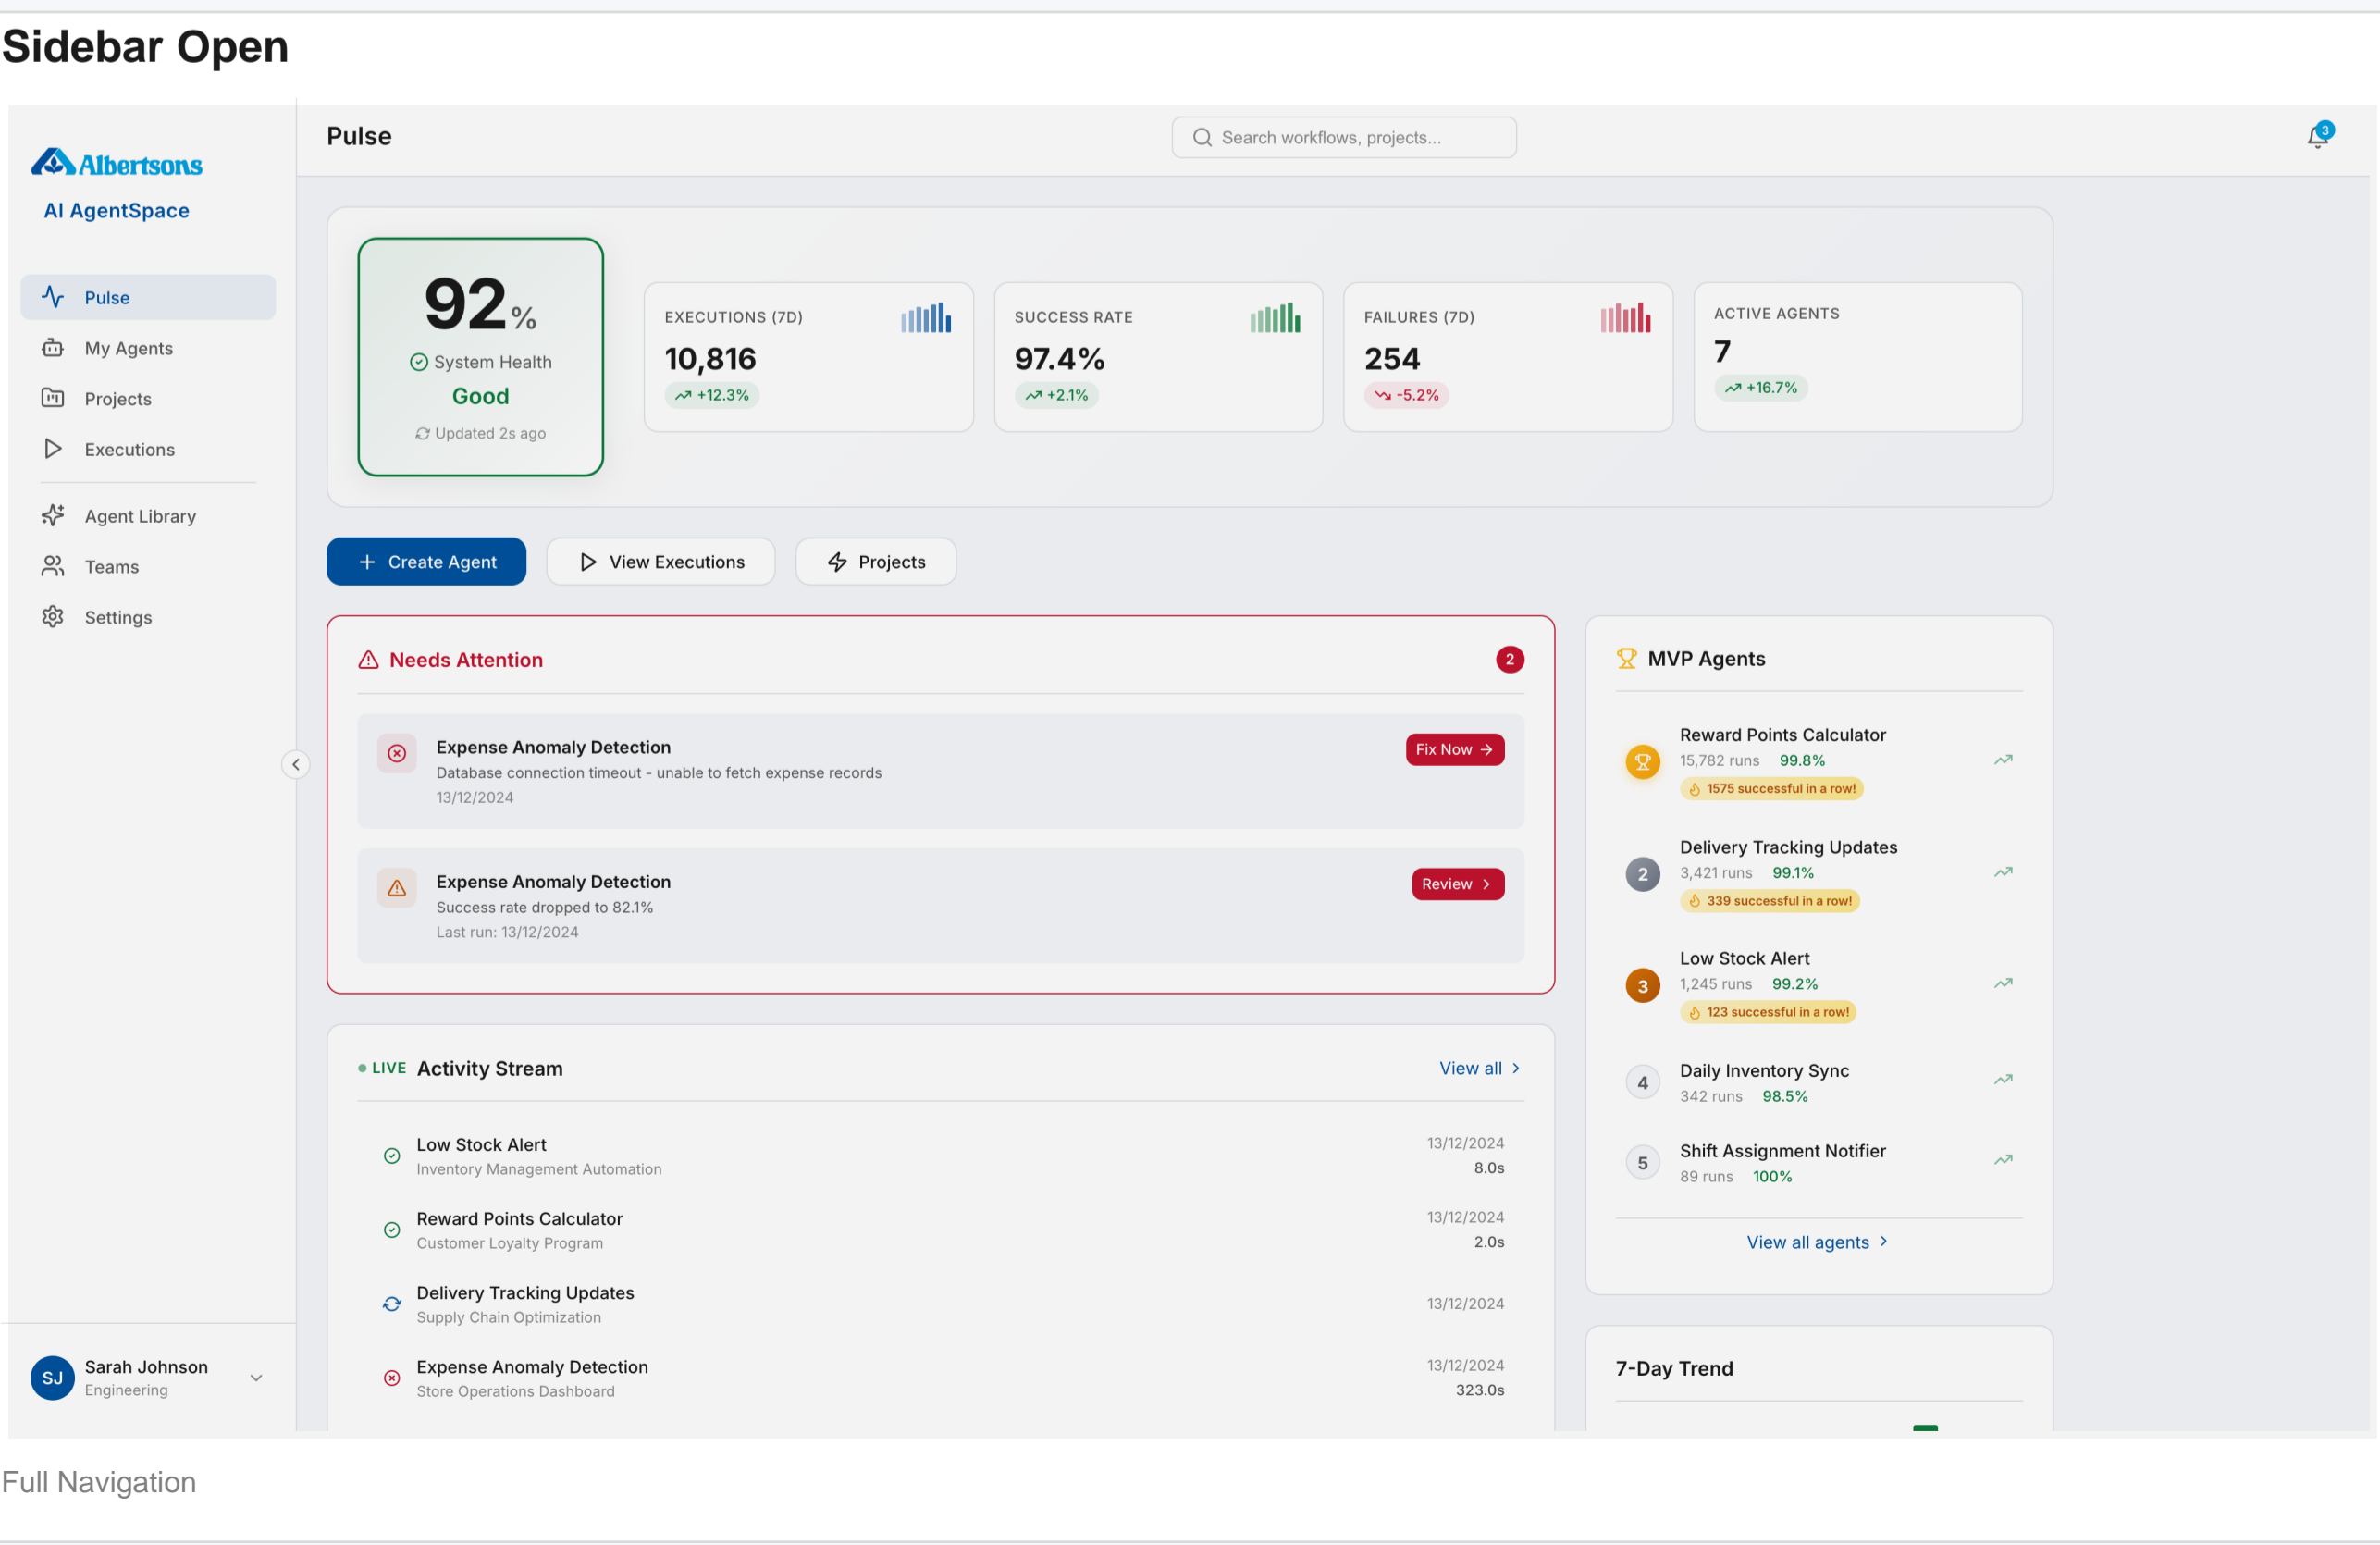 Sidebar Open
Albertsons
AI AgentSpace
Pulse
My Agents
Projects
Executions
Agent Library
Teams
Settings
SJ
Sarah Johnson
Engineering
Pulse
Search workflows, projects...
3
92%
System Health
Good
Updated 2s ago
EXECUTIONS (7D)
10,816
+12.3%
SUCCESS RATE
97.4%
+2.1%
FAILURES (7D)
254
-5.2%
ACTIVE AGENTS
7
+16.7%
Create Agent
View Executions
Projects
Needs Attention
2
Expense Anomaly Detection
Database connection timeout - unable to fetch expense records
13/12/2024
Fix Now
Expense Anomaly Detection
Success rate dropped to 82.1%
Last run: 13/12/2024
Review
LIVE Activity Stream
View all
Low Stock Alert
Inventory Management Automation
13/12/2024
8.0s
Reward Points Calculator
Customer Loyalty Program
13/12/2024
2.0s
Delivery Tracking Updates
Supply Chain Optimization
13/12/2024
Expense Anomaly Detection
Store Operations Dashboard
13/12/2024
323.0s
MVP Agents
Reward Points Calculator
15,782 runs 99.8%
1575 successful in a row!
2
Delivery Tracking Updates
3,421 runs 99.1%
339 successful in a row!
3
Low Stock Alert
1,245 runs 99.2%
123 successful in a row!
4
Daily Inventory Sync
342 runs 98.5%
5
Shift Assignment Notifier
89 runs 100%
View all agents
7-Day Trend
Full Navigation